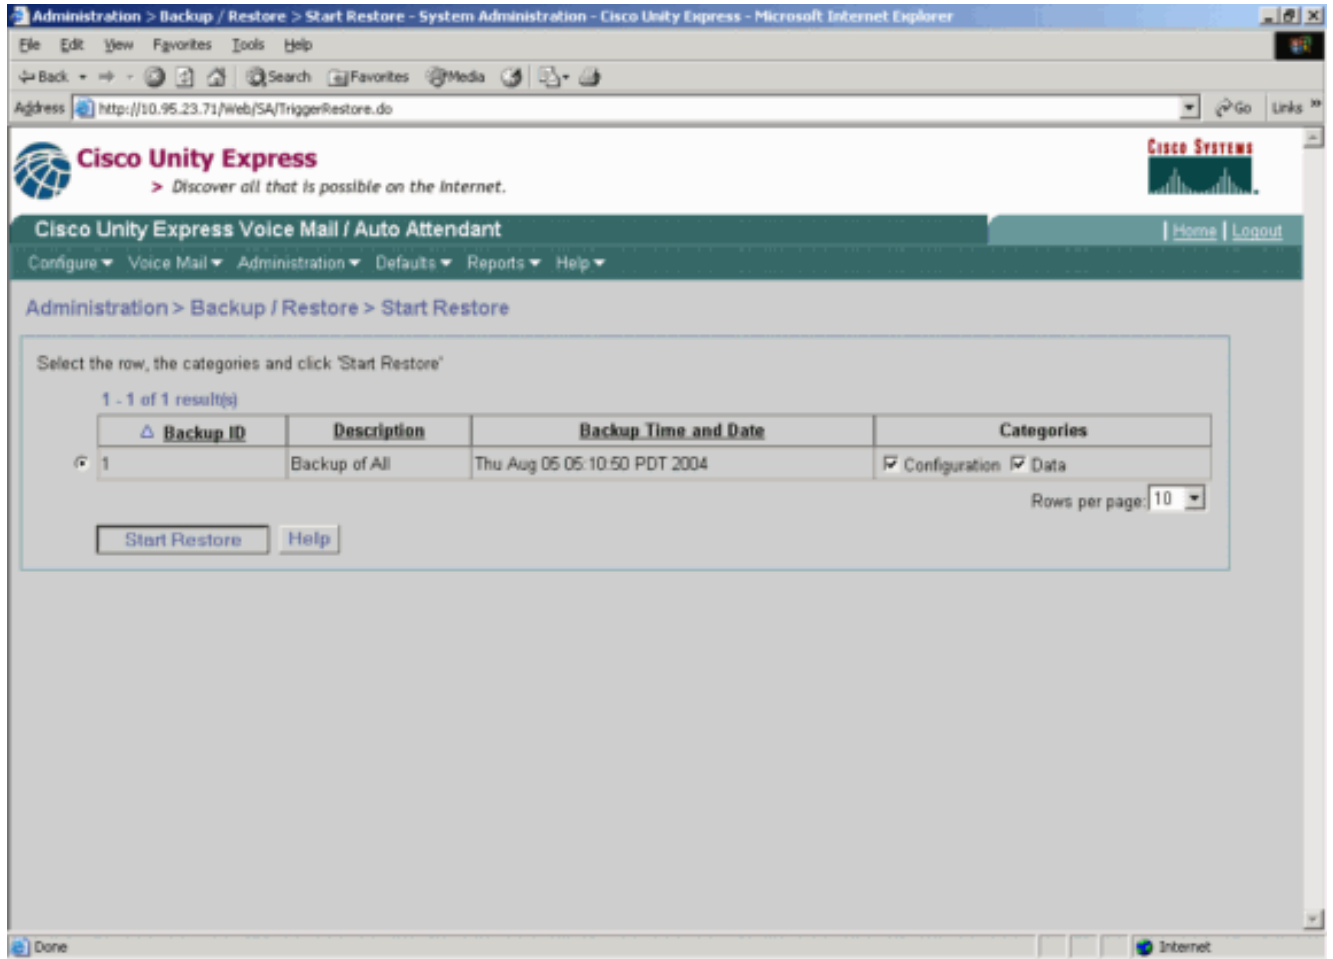 Administration > Backup / Restore > Start Restore - System Administration - Cisco Unity Express - Microsoft Internet Explorer
File Edit View Favorites Tools Help
Back Search Favorites Media
Address http://10.95.23.71/Web/SA/TriggerRestore.do Go Links »
Cisco Unity Express
> Discover all that is possible on the Internet.
CISCO SYSTEMS
Cisco Unity Express Voice Mail / Auto Attendant | Home | Logout
Configure Voice Mail Administration Defaults Reports Help
Administration > Backup / Restore > Start Restore
Select the row, the categories and click 'Start Restore'
1 - 1 of 1 result(s)
Backup ID Description Backup Time and Date Categories
1 Backup of All Thu Aug 05 05:10:50 PDT 2004 Configuration Data
Rows per page: 10
Start Restore Help
Done Internet